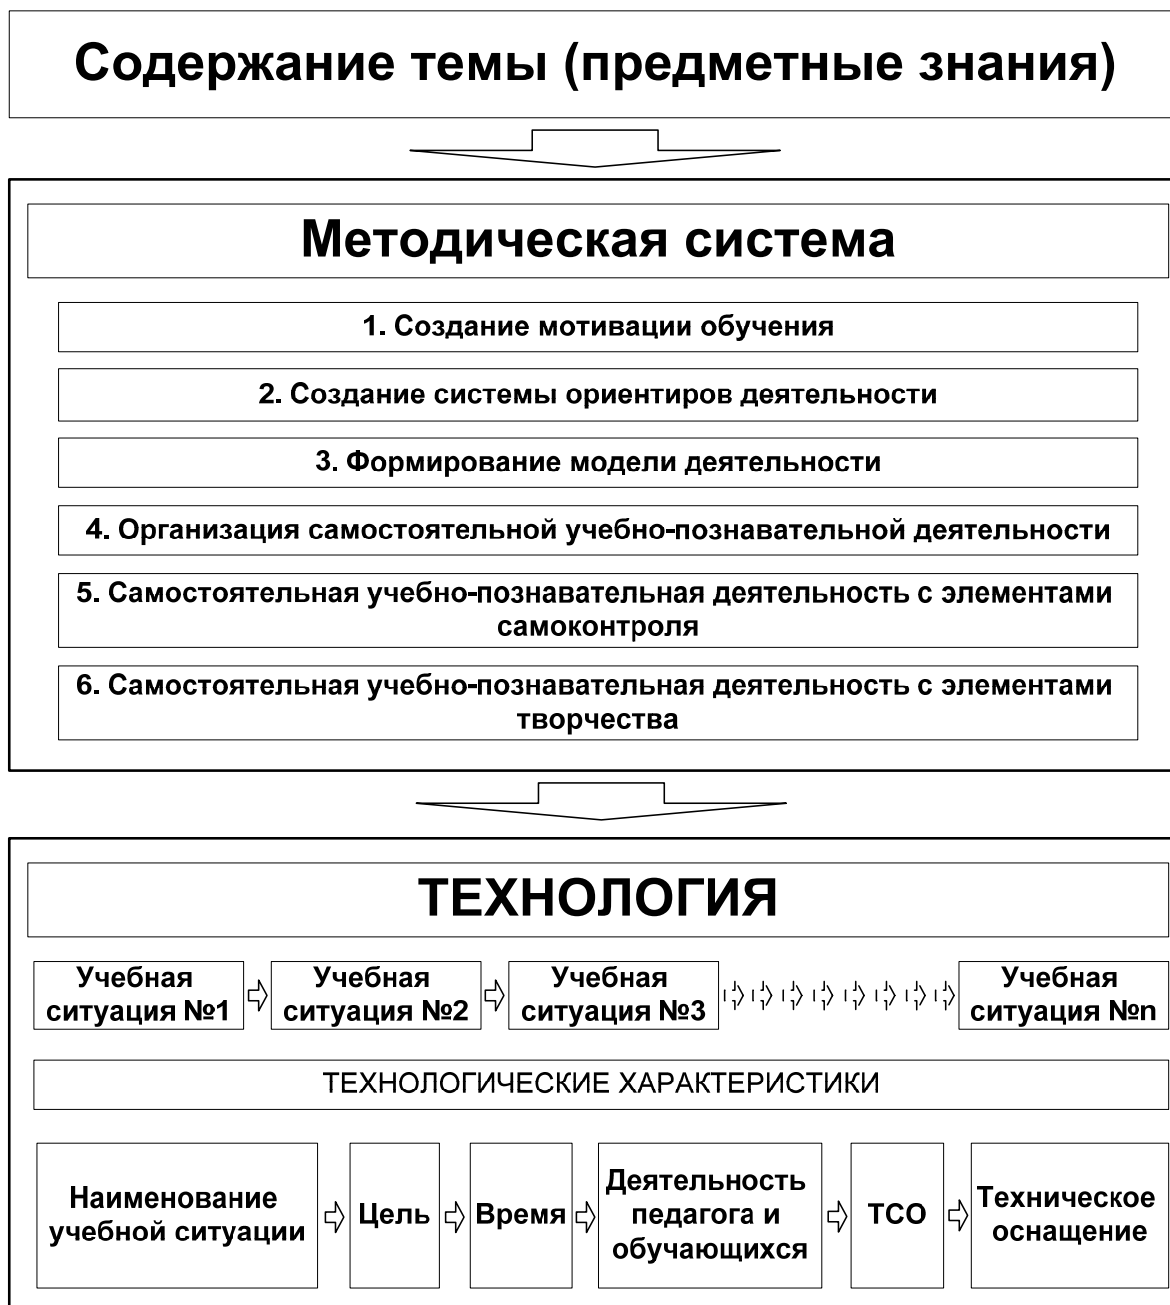 Содержание темы (предметные знания)
Методическая система
1. Создание мотивации обучения
2. Создание системы ориентиров деятельности
3. Формирование модели деятельности
4. Организация самостоятельной учебно-познавательной деятельности
5. Самостоятельная учебно-познавательная деятельность с элементами
самоконтроля
6. Самостоятельная учебно-познавательная деятельность с элементами
творчества
ТЕХНОЛОГИЯ
Учебная
ситуация №1
Учебная
ситуация №2
Учебная
ситуация №3
Учебная
ситуация №n
ТЕХНОЛОГИЧЕСКИЕ ХАРАКТЕРИСТИКИ
Наименование
учебной ситуации
Цель
Время
Деятельность
педагога и
обучающихся
ТСО
Техническое
оснащение